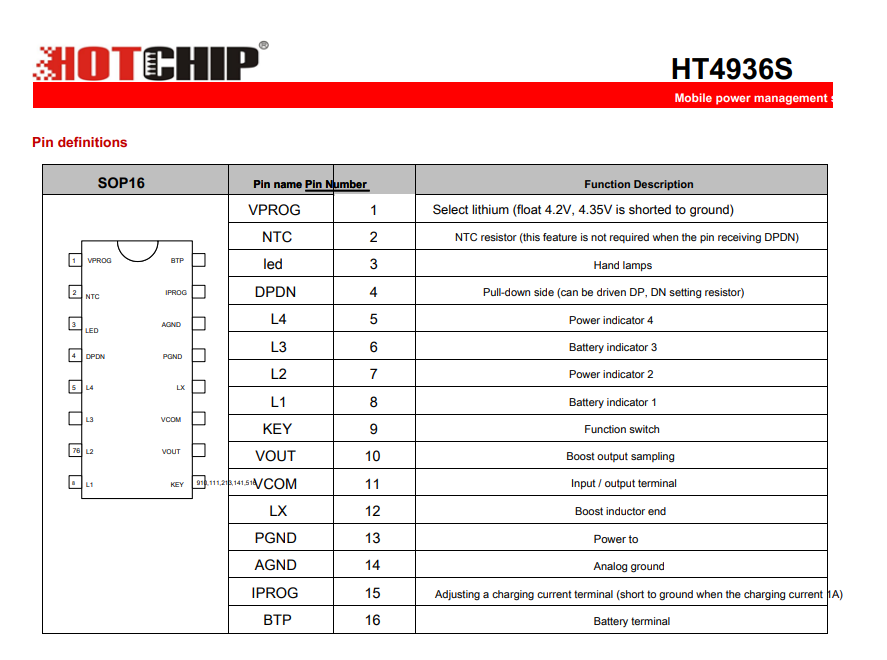 HOTCHIP®
HT4936S
Mobile power management s
Pin definitions
SOP16 Pin name Pin Number Function Description
VPROG 1 Select lithium (float 4.2V, 4.35V is shorted to ground)
NTC 2 NTC resistor (this feature is not required when the pin receiving DPDN)
led 3 Hand lamps
DPDN 4 Pull-down side (can be driven DP, DN setting resistor)
L4 5 Power indicator 4
L3 6 Battery indicator 3
L2 7 Power indicator 2
L1 8 Battery indicator 1
KEY 9 Function switch
VOUT 10 Boost output sampling
VCOM 11 Input / output terminal
LX 12 Boost inductor end
PGND 13 Power to
AGND 14 Analog ground
IPROG 15 Adjusting a charging current terminal (short to ground when the charging current 1A)
BTP 16 Battery terminal
1 VPROG BTP
2 NTC IPROG
3 LED AGND
4 DPDN PGND
5 L4 LX
L3 VCOM
76 L2 VOUT
8 L1 KEY